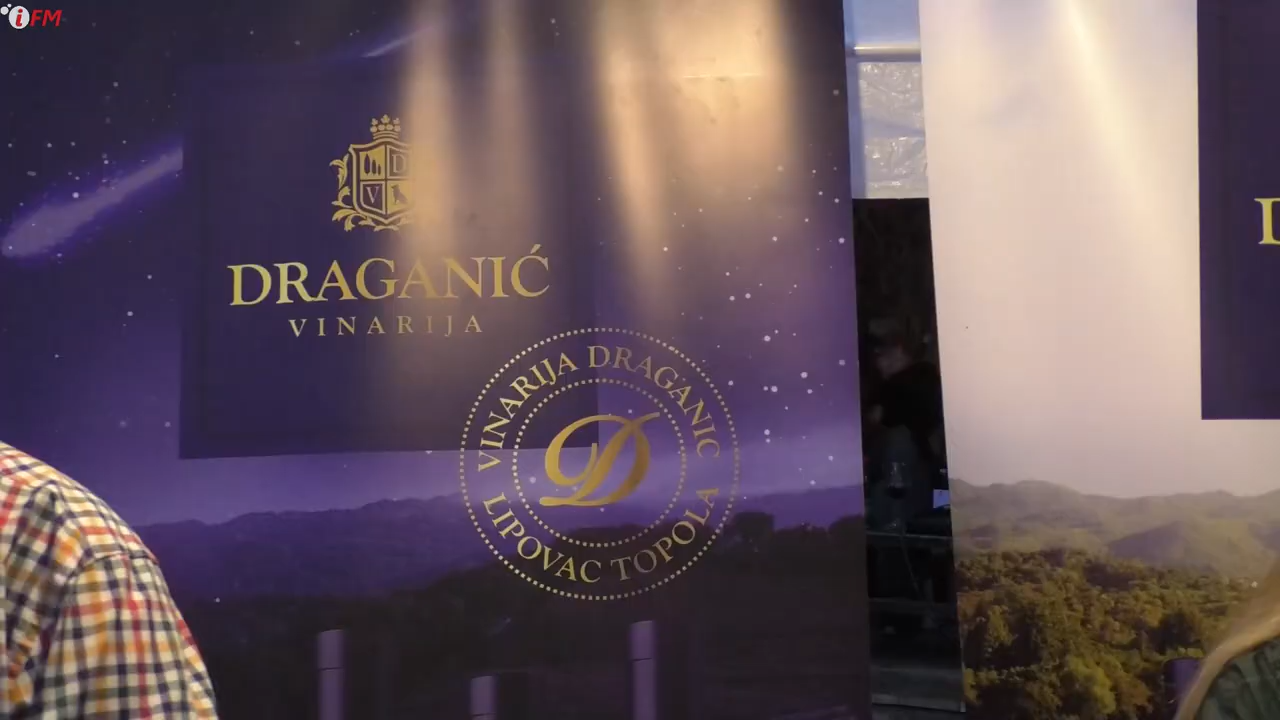 iFM
D
V
DRAGANIĆ
VINARIJA
VINARIJA DRAGANIC
D
LIPOVAC TOPOLA
D